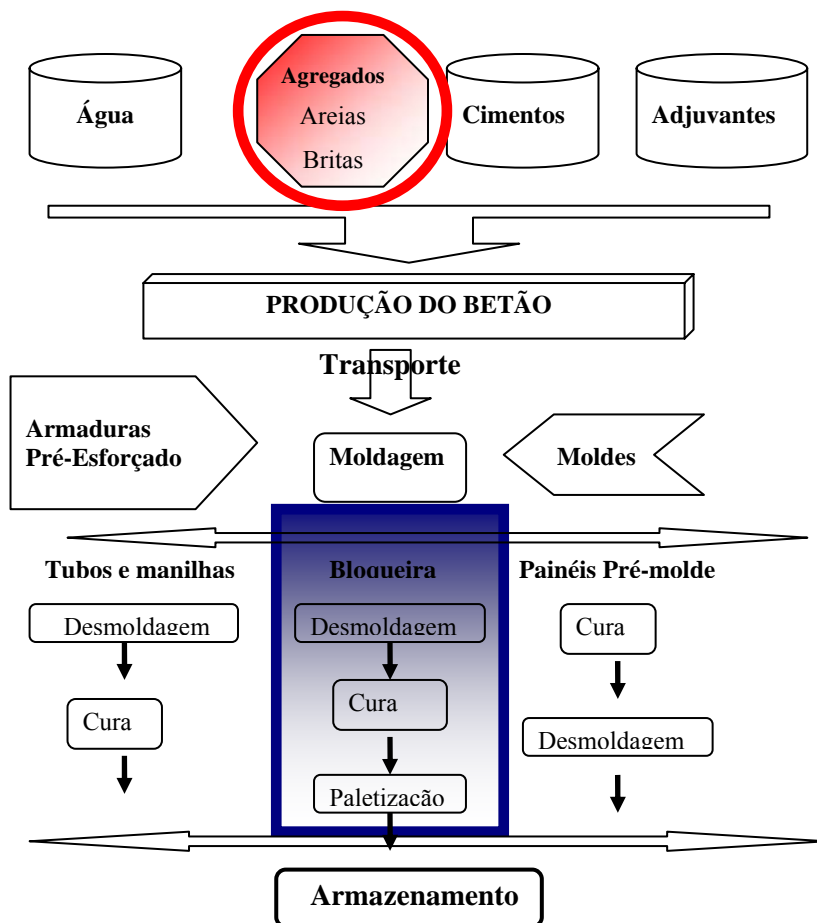 Água
Agregados
Areias
Britas
Cimentos
Adjuvantes
PRODUÇÃO DO BETÃO
Transporte
Armaduras
Pré-Esforçado
Moldagem
Moldes
Tubos e manilhas
Bloqueira
Painéis Pré-molde
Desmoldagem
Desmoldagem
Cura
Cura
Cura
Desmoldagem
Paletização
Armazenamento